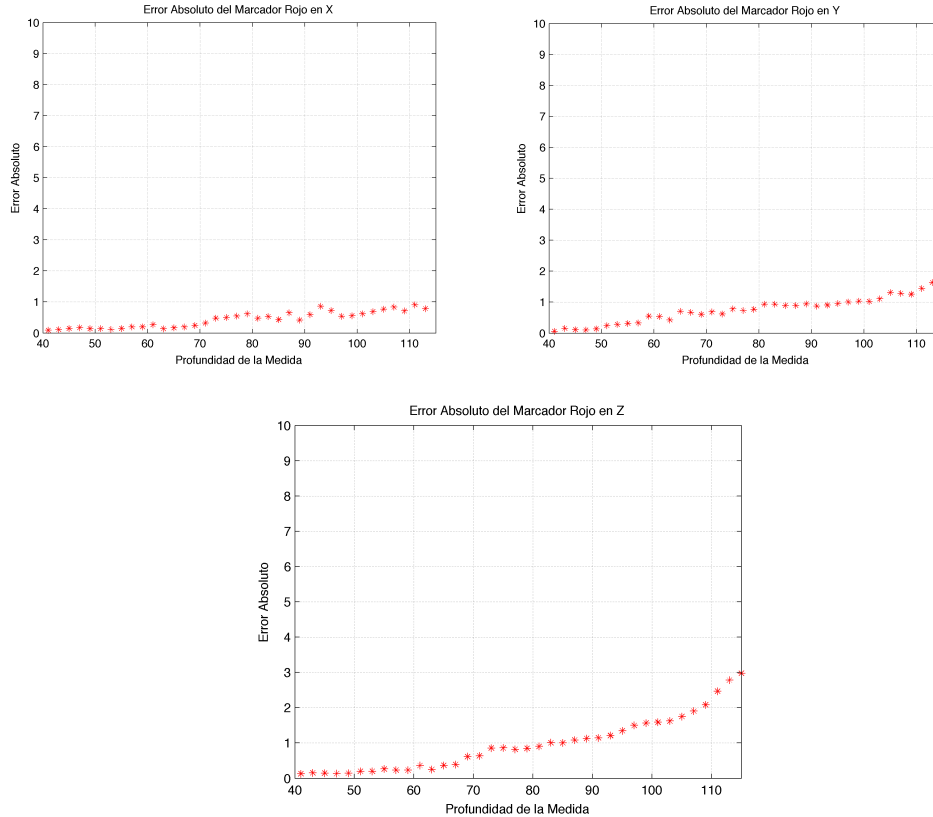 Error Absoluto del Marcador Rojo en X
10
9
8
7
6
5
4
3
2
1
0
Error Absoluto
40 50 60 70 80 90 100 110
Profundidad de la Medida
Error Absoluto del Marcador Rojo en Y
10
9
8
7
6
5
4
3
2
1
0
Error Absoluto
40 50 60 70 80 90 100 110
Profundidad de la Medida
Error Absoluto del Marcador Rojo en Z
10
9
8
7
6
5
4
3
2
1
0
Error Absoluto
40 50 60 70 80 90 100 110
Profundidad de la Medida